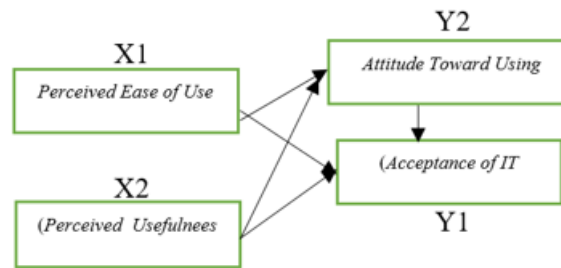 X1
Perceived Ease of Use
Y2
Attitude Toward Using
X2
(Perceived Usefulnees
(Acceptance of IT
Y1